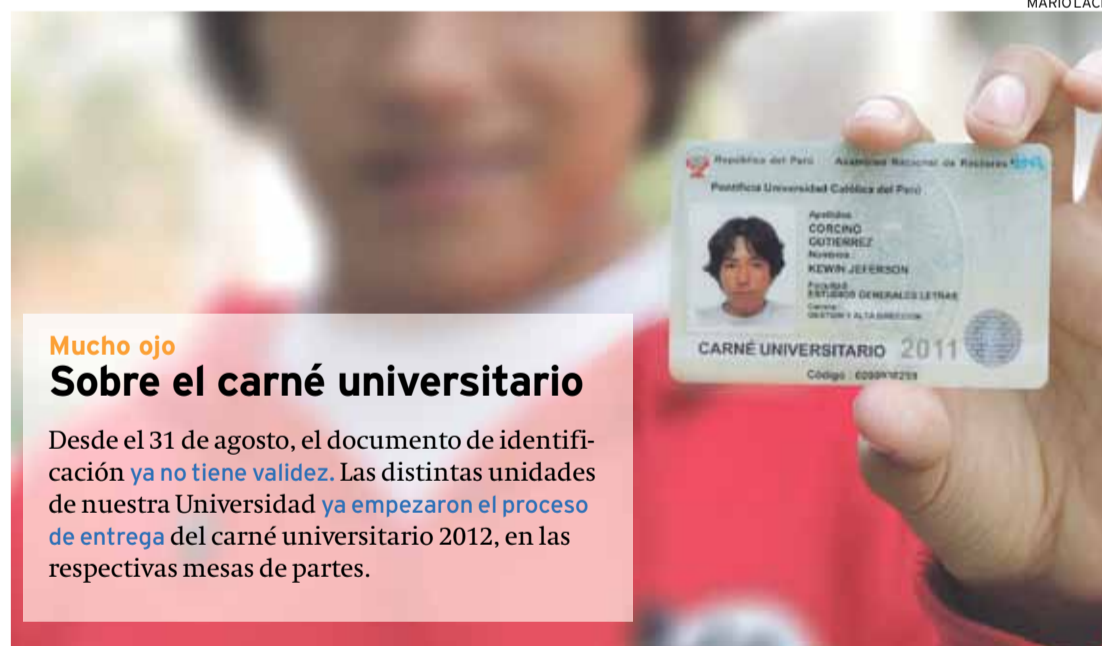 MARIO LAC
República del Perú Asamblea Nacional de Rectores
Pontificia Universidad Católica del Perú
Apellidos
CORCINO
GUTIERREZ
Nombres
KEWIN JEFERSON
Facultad
ESTUDIOS GENERALES LETRAS
Carrera
GESTION Y ALTA DIRECCION
CARNÉ UNIVERSITARIO 2011
Código :
Mucho ojo
Sobre el carné universitario
Desde el 31 de agosto, el documento de identifi-
cación ya no tiene validez. Las distintas unidades
de nuestra Universidad ya empezaron el proceso
de entrega del carné universitario 2012, en las
respectivas mesas de partes.